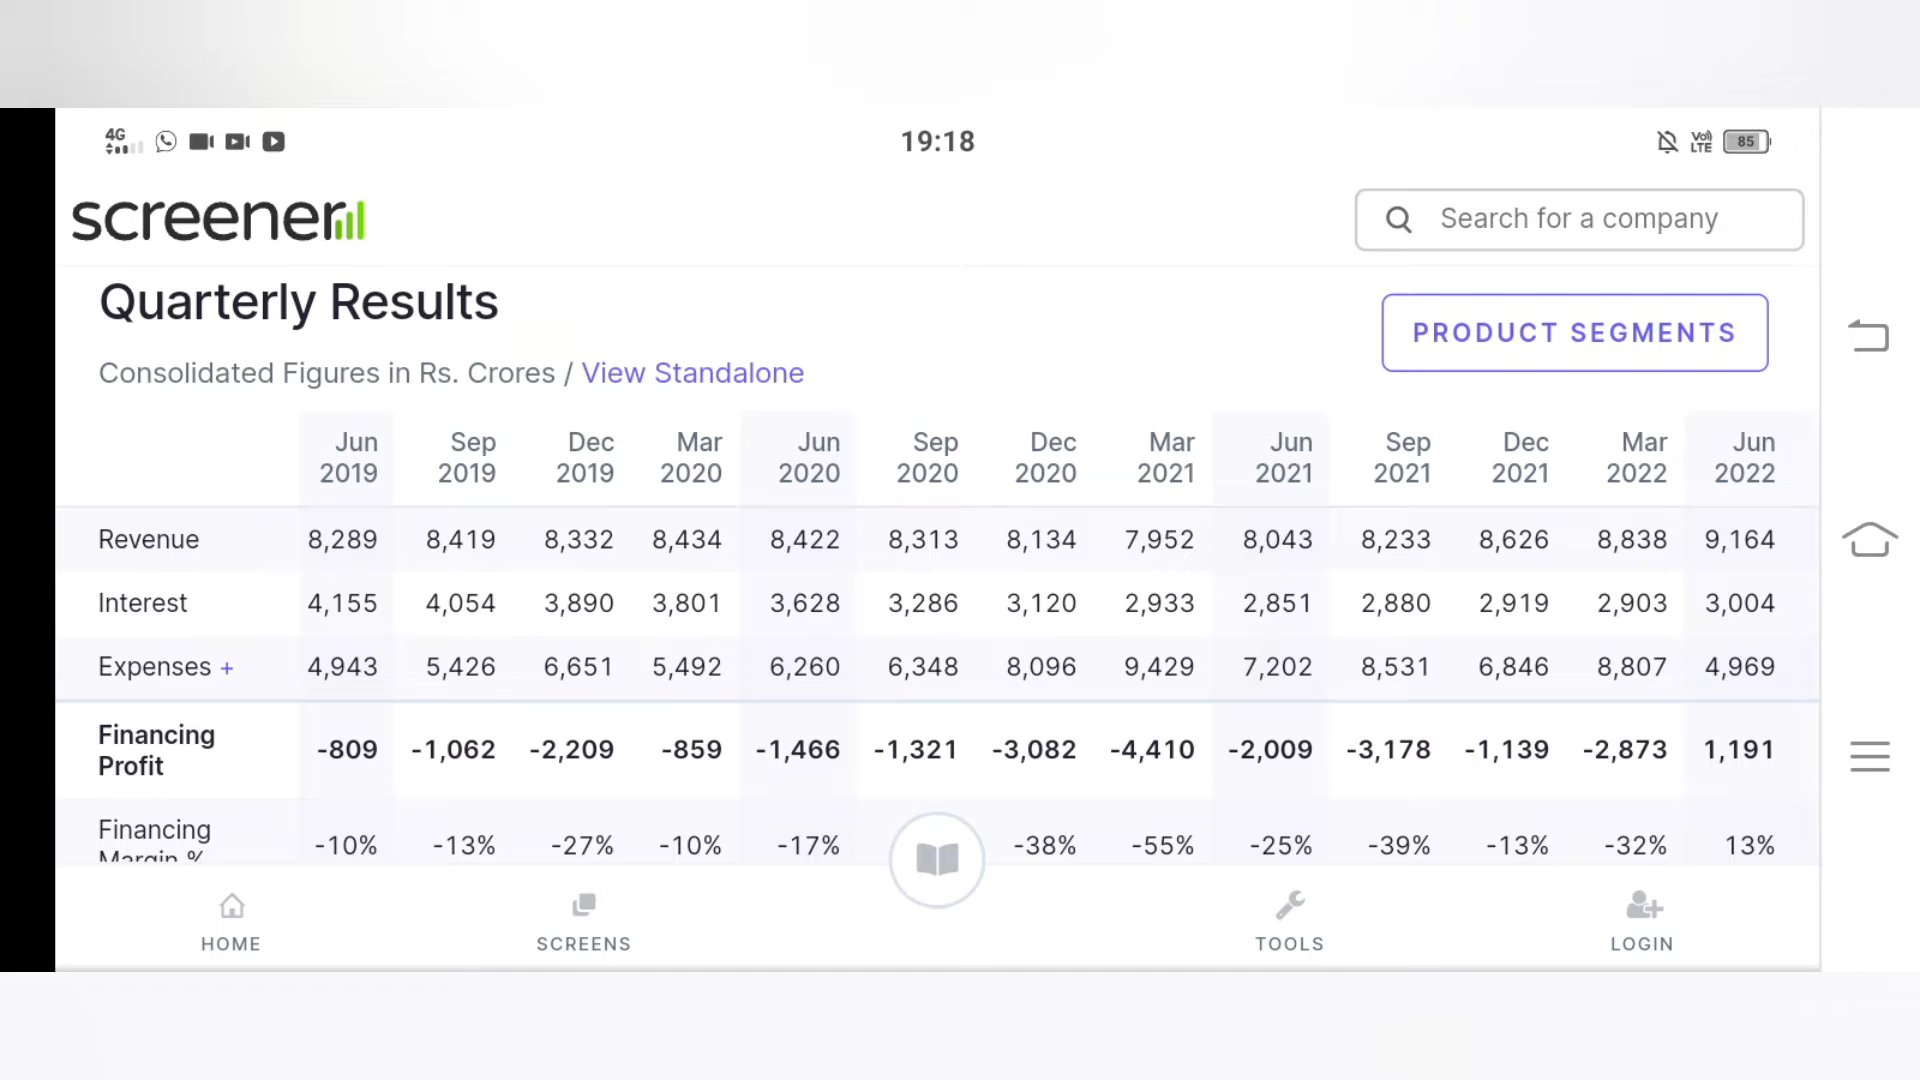 4G
19:18
Vo)) LTE
85
screener
Search for a company
Quarterly Results
PRODUCT SEGMENTS
Consolidated Figures in Rs. Crores / View Standalone
Jun 2019 Sep 2019 Dec 2019 Mar 2020 Jun 2020 Sep 2020 Dec 2020 Mar 2021 Jun 2021 Sep 2021 Dec 2021 Mar 2022 Jun 2022
Revenue 8,289 8,419 8,332 8,434 8,422 8,313 8,134 7,952 8,043 8,233 8,626 8,838 9,164
Interest 4,155 4,054 3,890 3,801 3,628 3,286 3,120 2,933 2,851 2,880 2,919 2,903 3,004
Expenses + 4,943 5,426 6,651 5,492 6,260 6,348 8,096 9,429 7,202 8,531 6,846 8,807 4,969
Financing Profit -809 -1,062 -2,209 -859 -1,466 -1,321 -3,082 -4,410 -2,009 -3,178 -1,139 -2,873 1,191
Financing Margin % -10% -13% -27% -10% -17% -38% -55% -25% -39% -13% -32% 13%
HOME SCREENS TOOLS LOGIN